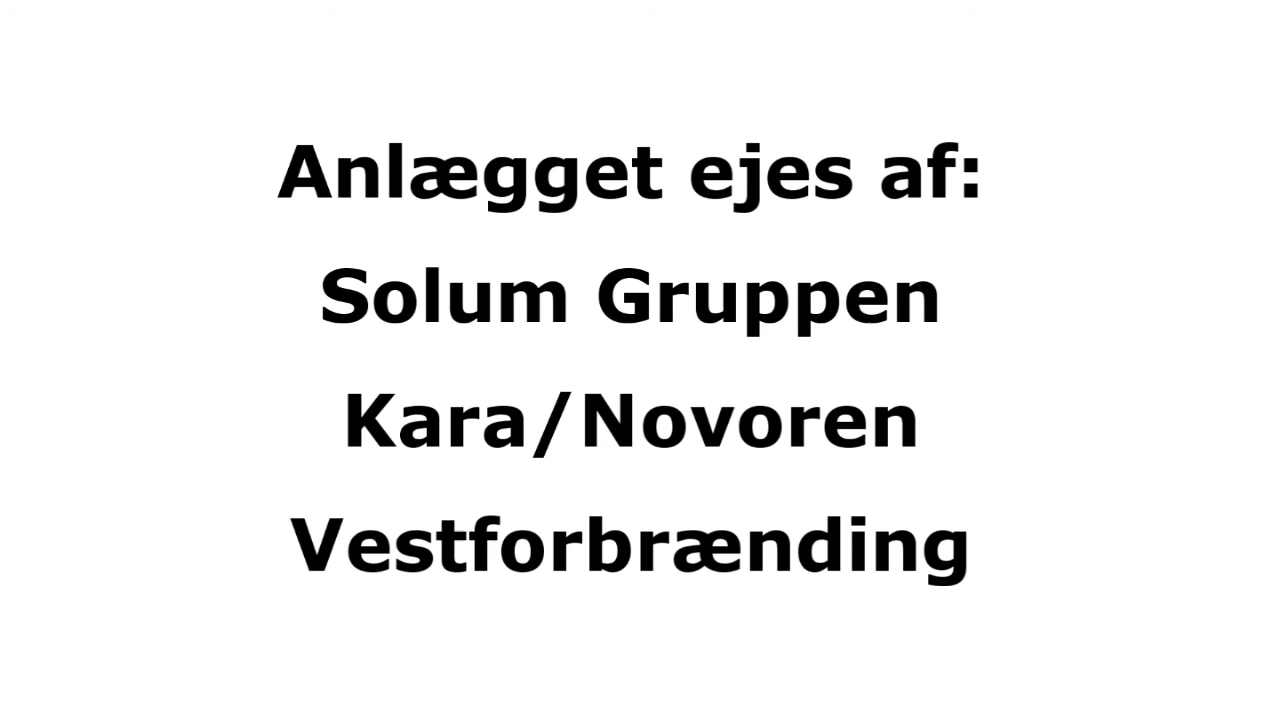 Anlægget ejes af:
Solum Gruppen
Kara/Novoren
Vestforbrænding